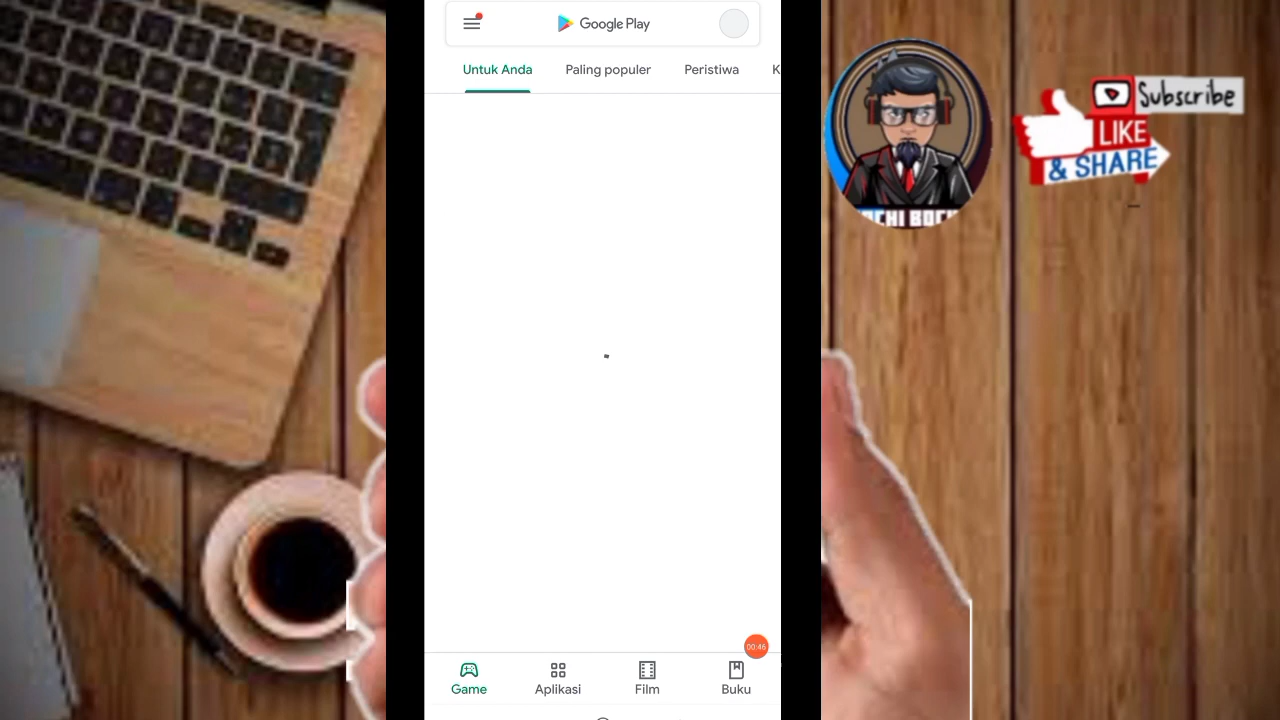 Google Play
Untuk Anda Paling populer Peristiwa K
Subscribe
LIKE
& SHARE
00:46
Game Aplikasi Film Buku